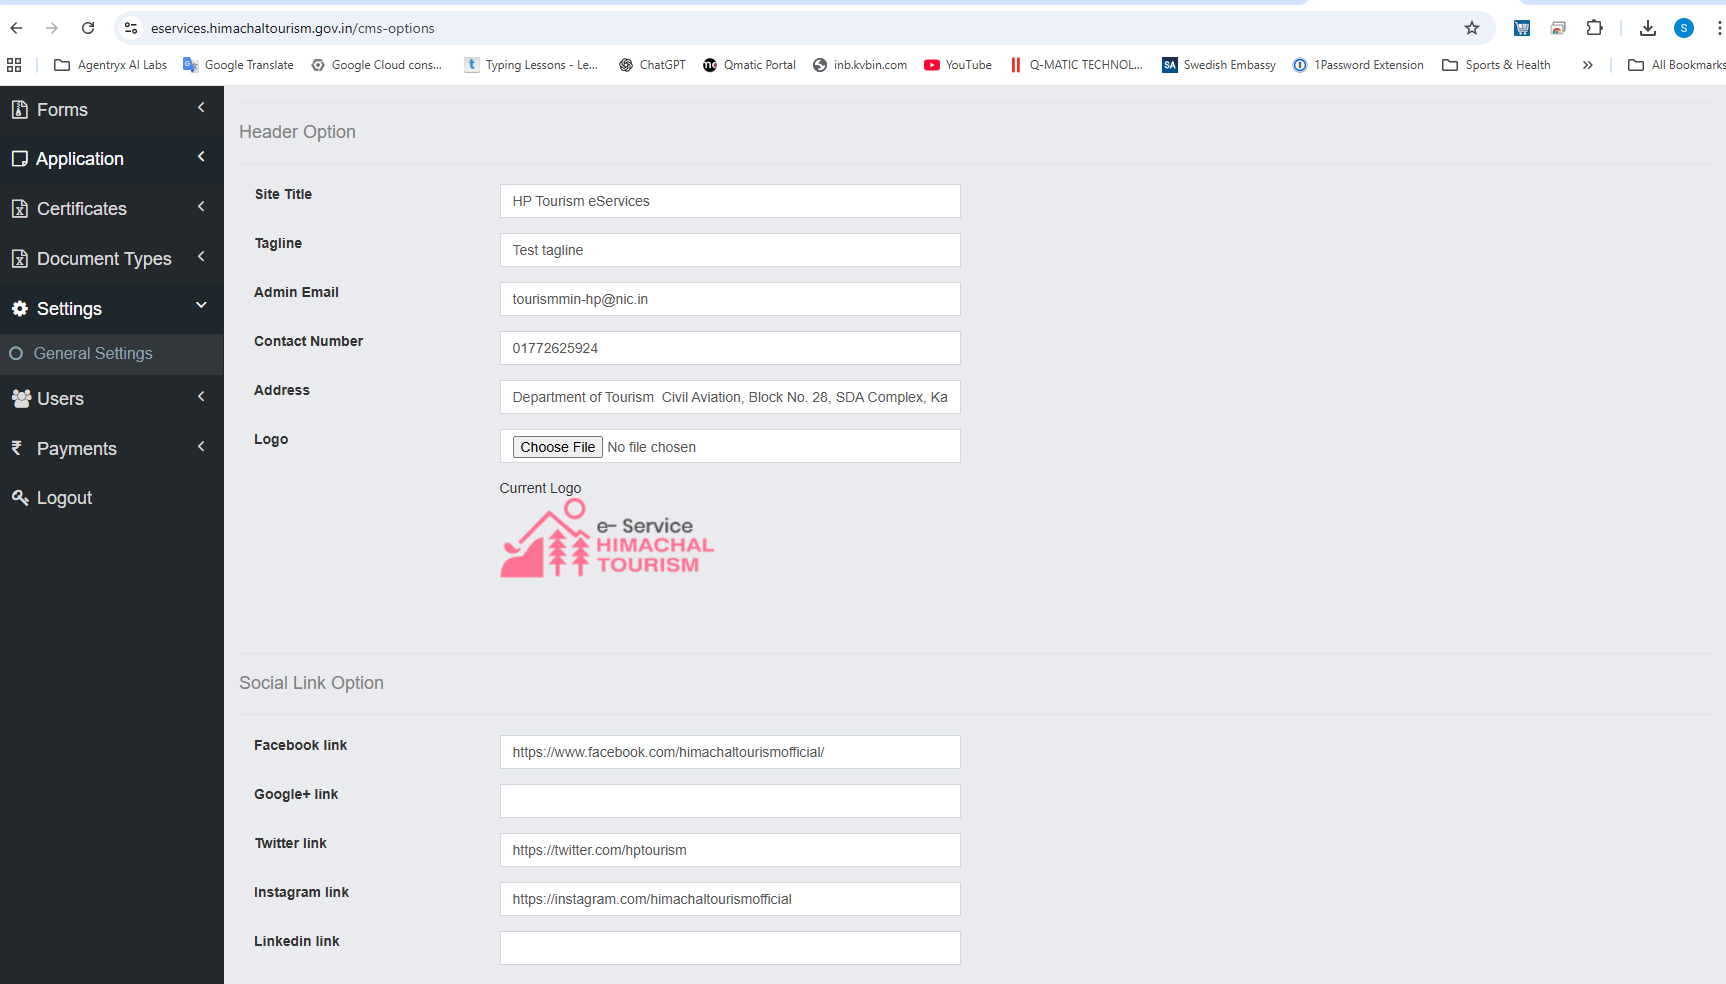 eservices.himachaltourism.gov.in/cms-options
S
Agentryx AI Labs
Google Translate
Google Cloud cons...
Typing Lessons - Le...
ChatGPT
Qmatic Portal
inb.kvbin.com
YouTube
Q-MATIC TECHNOL...
SA Swedish Embassy
1Password Extension
Sports & Health
All Bookmarks
Forms
Application
Certificates
Document Types
Settings
General Settings
Users
₹ Payments
Logout
Header Option
Site Title
HP Tourism eServices
Tagline
Test tagline
Admin Email
tourismmin-hp@nic.in
Contact Number
01772625924
Address
Department of Tourism  Civil Aviation, Block No. 28, SDA Complex, Ka
Logo
Choose File No file chosen
Current Logo
e- Service
HIMACHAL
TOURISM
Social Link Option
Facebook link
https://www.facebook.com/himachaltourismofficial/
Google+ link
Twitter link
https://twitter.com/hptourism
Instagram link
https://instagram.com/himachaltourismofficial
Linkedin link